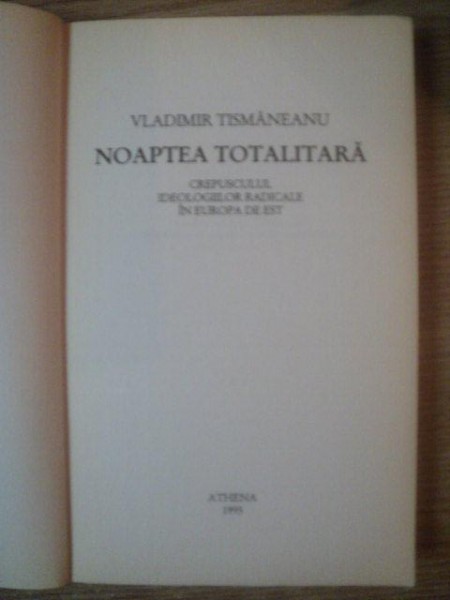 VLADIMIR TISMĂNEANU
NOAPTEA TOTALITARĂ
CREPUSCULUL
IDEOLOGIILOR RADICALE
ÎN EUROPA DE EST
ATHENA
1995